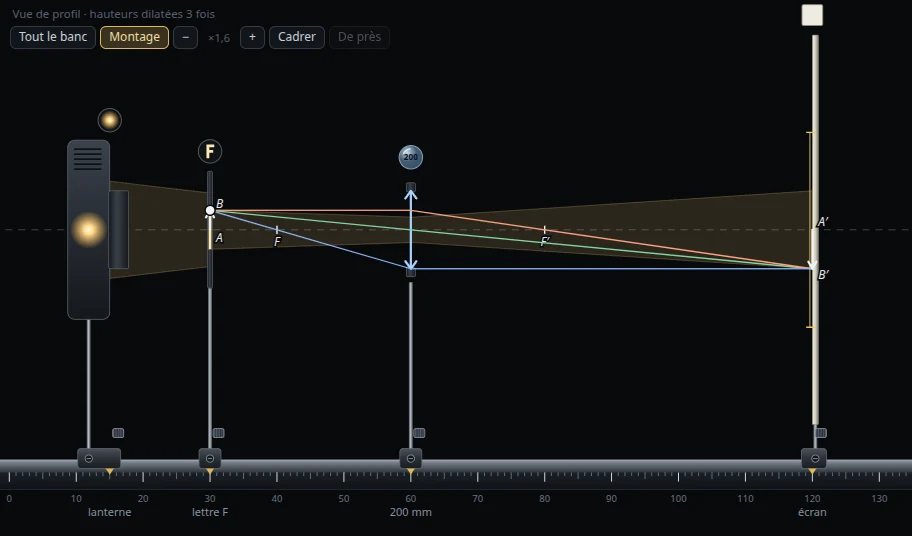 Vue de profil · hauteurs dilatées 3 fois
Tout le banc Montage − ×1,6 + Cadrer De près
F
200
B
A
F
F′
A′
B′
0 10 20 30 40 50 60 70 80 90 100 110 120 130
lanterne lettre F 200 mm écran